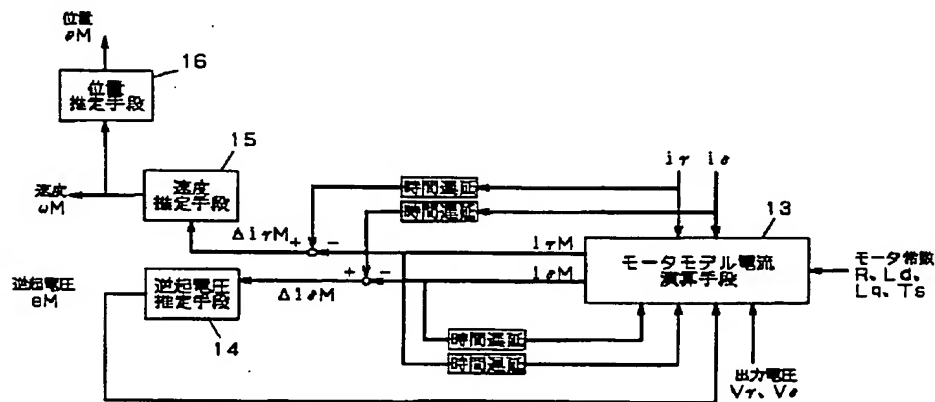 位置
θM
16
位置
推定手段
15
速度
ωM
速度
推定手段
iγ iδ
時間遅延
時間遅延
13
ΔiγM + -
iγM
モータモデル電流
演算手段
モータ常数
R、Ld、
Lq、Ts
逆起電圧
eM
逆起電圧
推定手段
+ -
ΔiδM
iδM
14
時間遅延
時間遅延
出力電圧
Vγ、Vδ